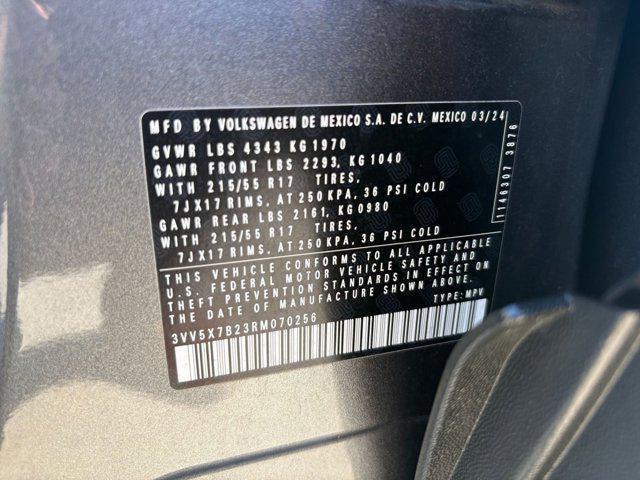 MFD BY VOLKSWAGEN DE MEXICO S.A. DE C.V. MEXICO 03/24
GVWR LBS 4343 KG 1970
GAWR FRONT LBS 2293, KG 1040
WITH 215/55 R17 TIRES,
7JX17 RIMS, AT 250 KPA, 36 PSI COLD
GAWR REAR LBS 2161, KG 0980
WITH 215/55 R17 TIRES,
7JX17 RIMS, AT 250 KPA, 36 PSI COLD
THIS VEHICLE CONFORMS TO ALL APPLICABLE
U.S. FEDERAL MOTOR VEHICLE SAFETY AND
THEFT PREVENTION STANDARDS IN EFFECT ON
THE DATE OF MANUFACTURE SHOWN ABOVE
TYPE: MPV
3VV5X7B23RM070256
1146307 3876